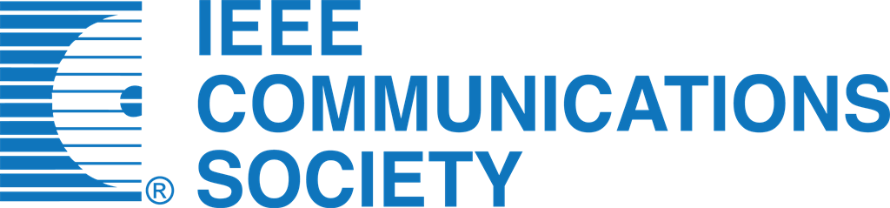 IEEE
COMMUNICATIONS
SOCIETY
®